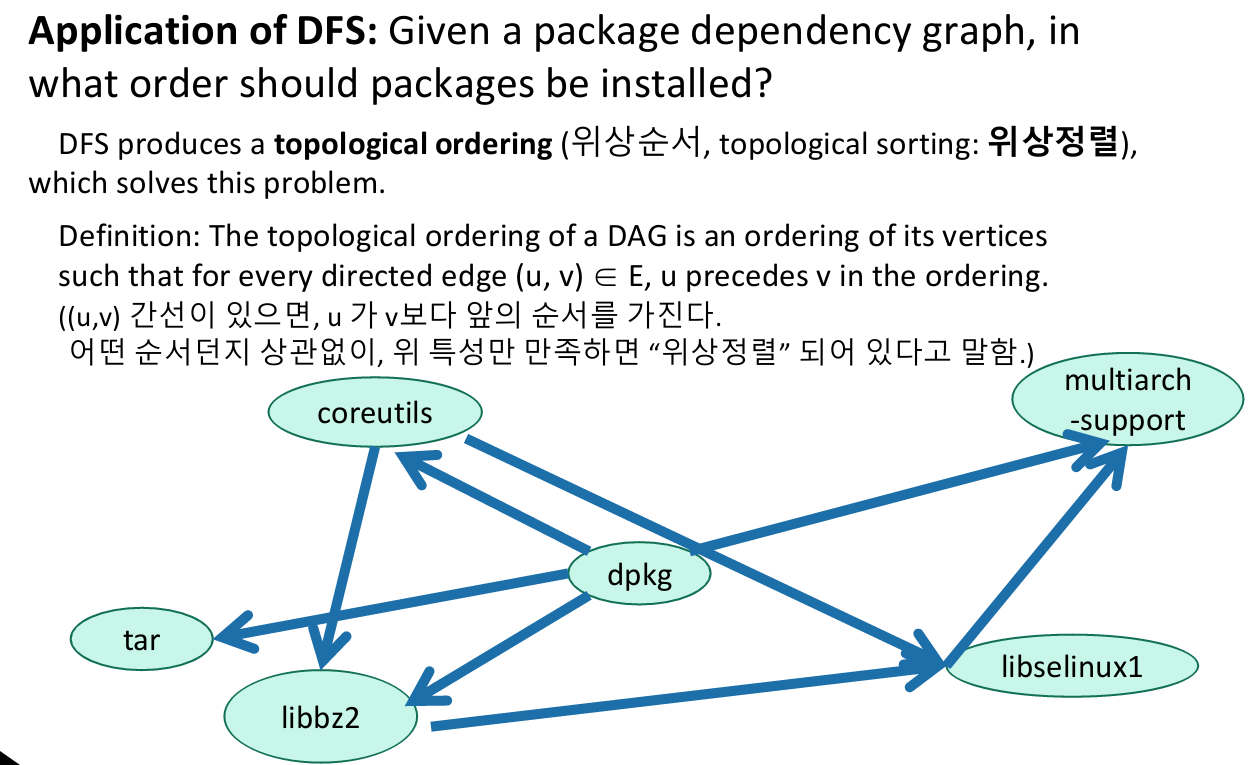 Application of DFS: Given a package dependency graph, in
what order should packages be installed?
DFS produces a topological ordering (위상순서, topological sorting: 위상정렬),
which solves this problem.
Definition: The topological ordering of a DAG is an ordering of its vertices
such that for every directed edge (u, v) ∈ E, u precedes v in the ordering.
((u,v) 간선이 있으면, u 가 v보다 앞의 순서를 가진다.
어떤 순서던지 상관없이, 위 특성만 만족하면 “위상정렬” 되어 있다고 말함.)
coreutils
multiarch
-support
dpkg
tar
libbz2
libselinux1